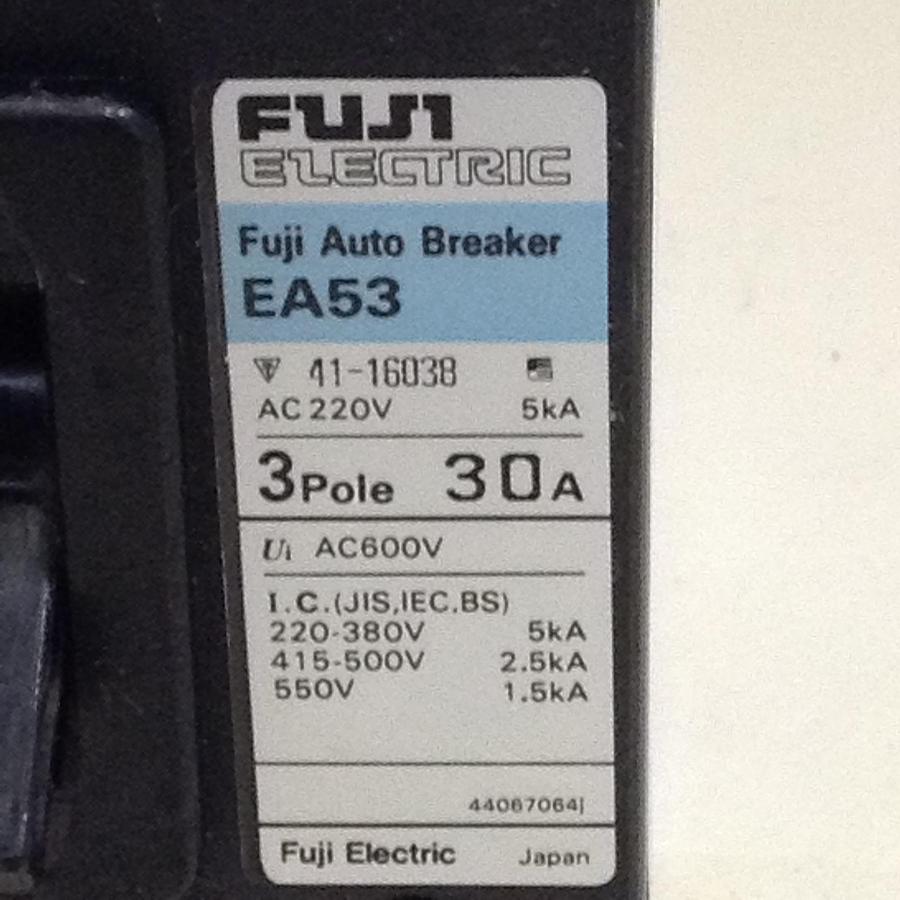 FUJI
ELECTRIC
Fuji Auto Breaker
EA53
41-16038
AC 220V 5kA
3Pole 30A
Ui AC600V
I.C.(JIS,IEC,BS)
220-380V 5kA
415-500V 2.5kA
550V 1.5kA
44067064j
Fuji Electric Japan